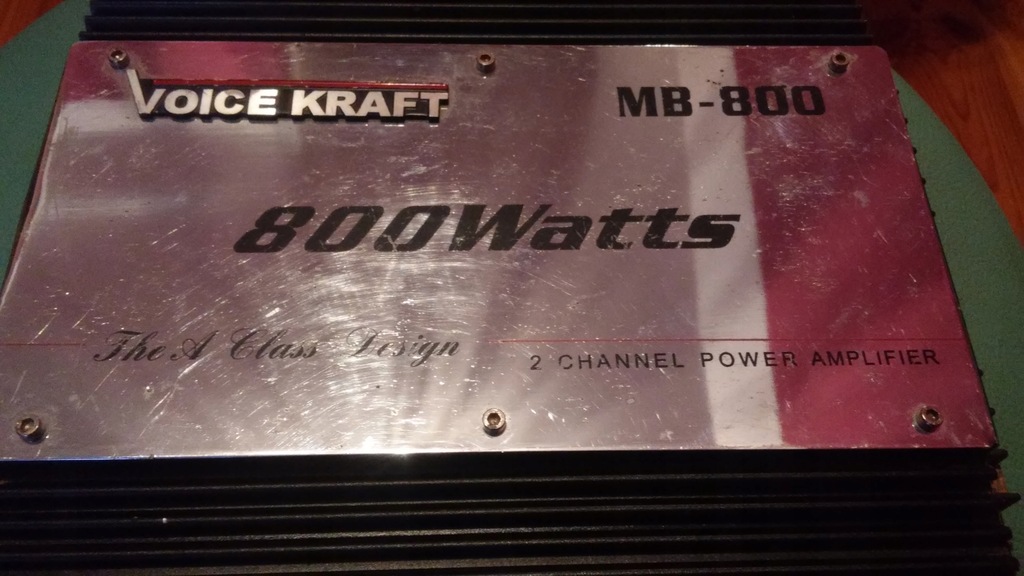 VOICE KRAFT
MB-800
800Watts
The A Class Design
2 CHANNEL POWER AMPLIFIER